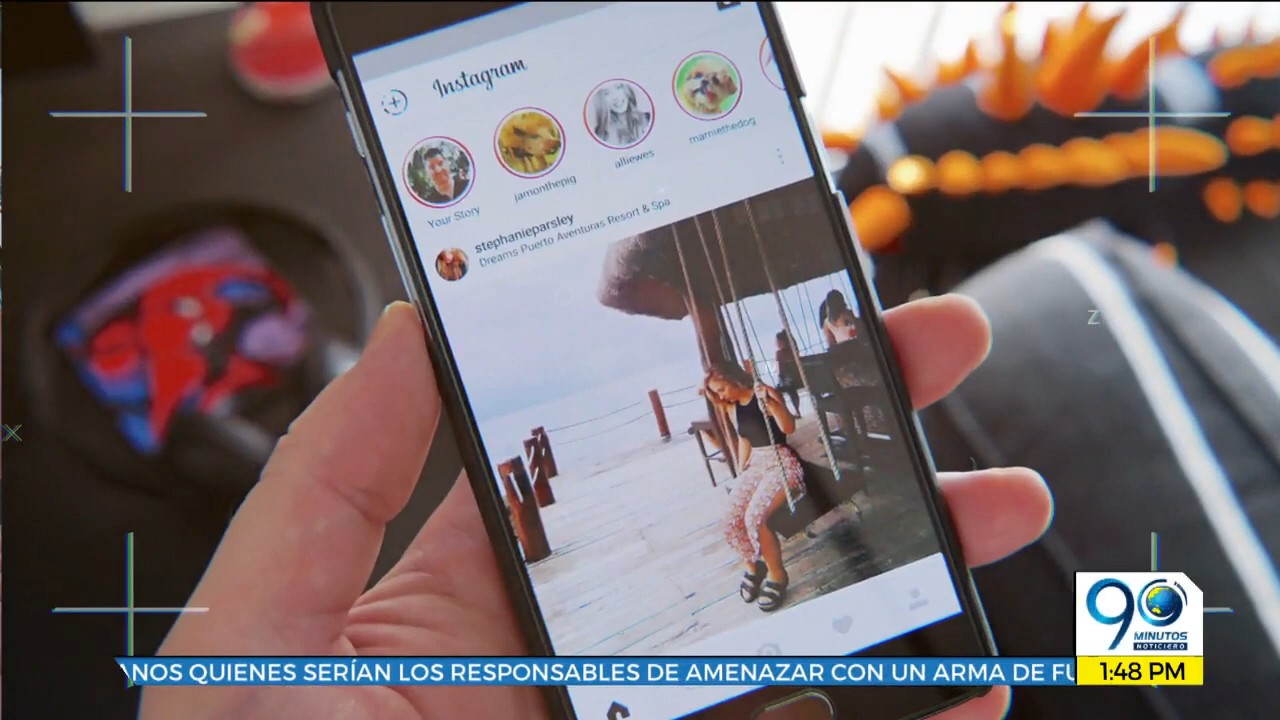 Instagram
Your Story
jamonthepig
alliewes
marniethedog
stephanieparsley
Dreams Puerto Aventuras Resort & Spa
Z
X
90
MINUTOS
NOTICIERO
ANOS QUIENES SERÍAN LOS RESPONSABLES DE AMENAZAR CON UN ARMA DE FU
1:48 PM